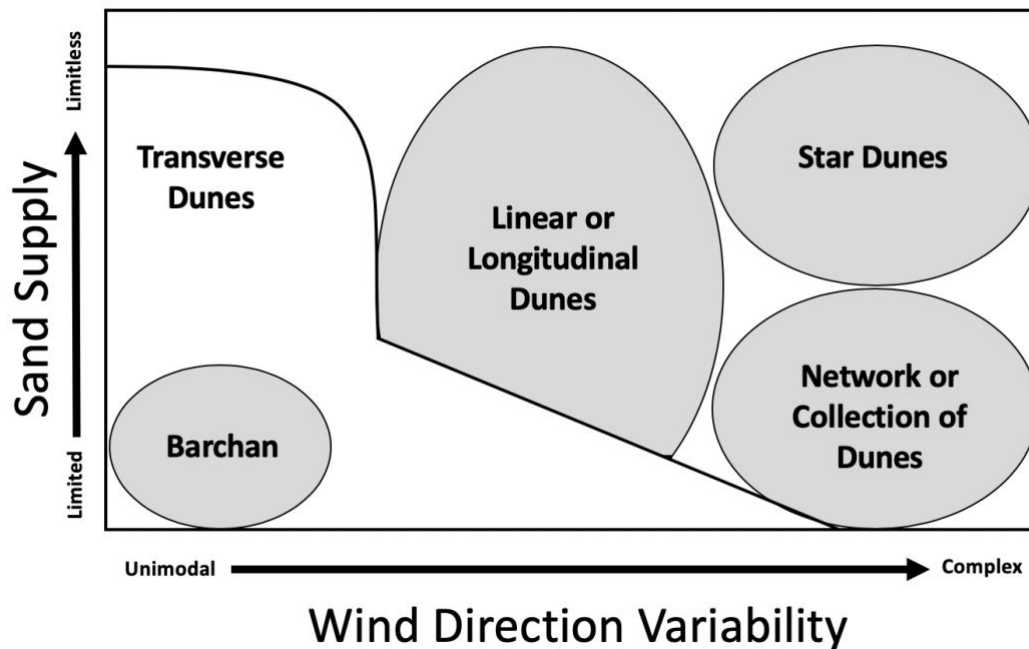 Sand Supply
Limitless
Limited
Transverse
Dunes
Linear or
Longitudinal
Dunes
Star Dunes
Barchan
Network or
Collection of
Dunes
Unimodal
Complex
Wind Direction Variability